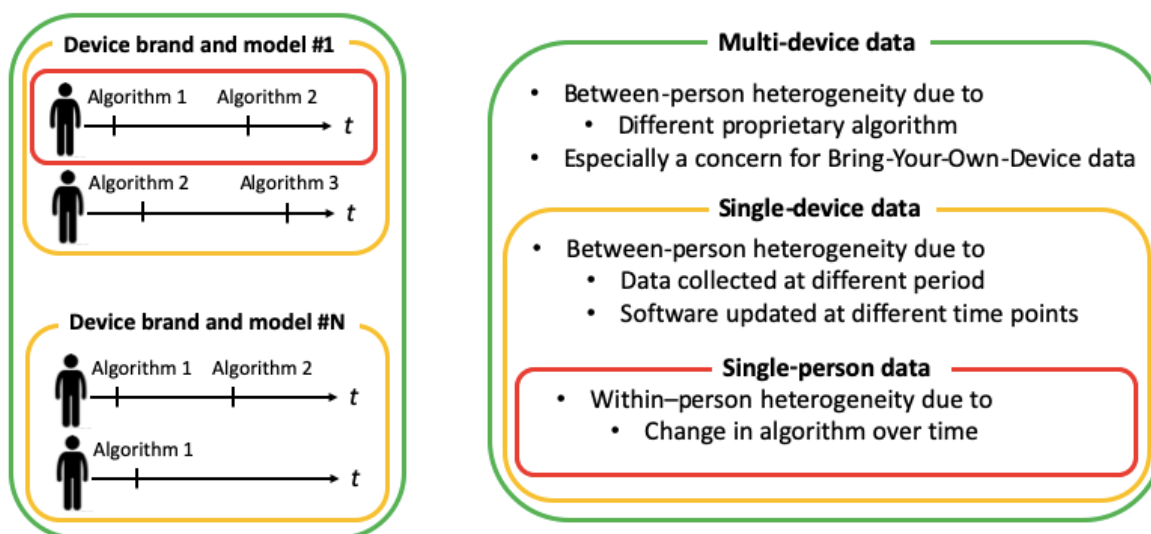 Device brand and model #1
Algorithm 1
Algorithm 2
t
Algorithm 2
Algorithm 3
t
Device brand and model #N
Algorithm 1
Algorithm 2
t
Algorithm 1
t
Multi-device data
• Between-person heterogeneity due to
• Different proprietary algorithm
• Especially a concern for Bring-Your-Own-Device data
Single-device data
• Between-person heterogeneity due to
• Data collected at different period
• Software updated at different time points
Single-person data
• Within–person heterogeneity due to
• Change in algorithm over time